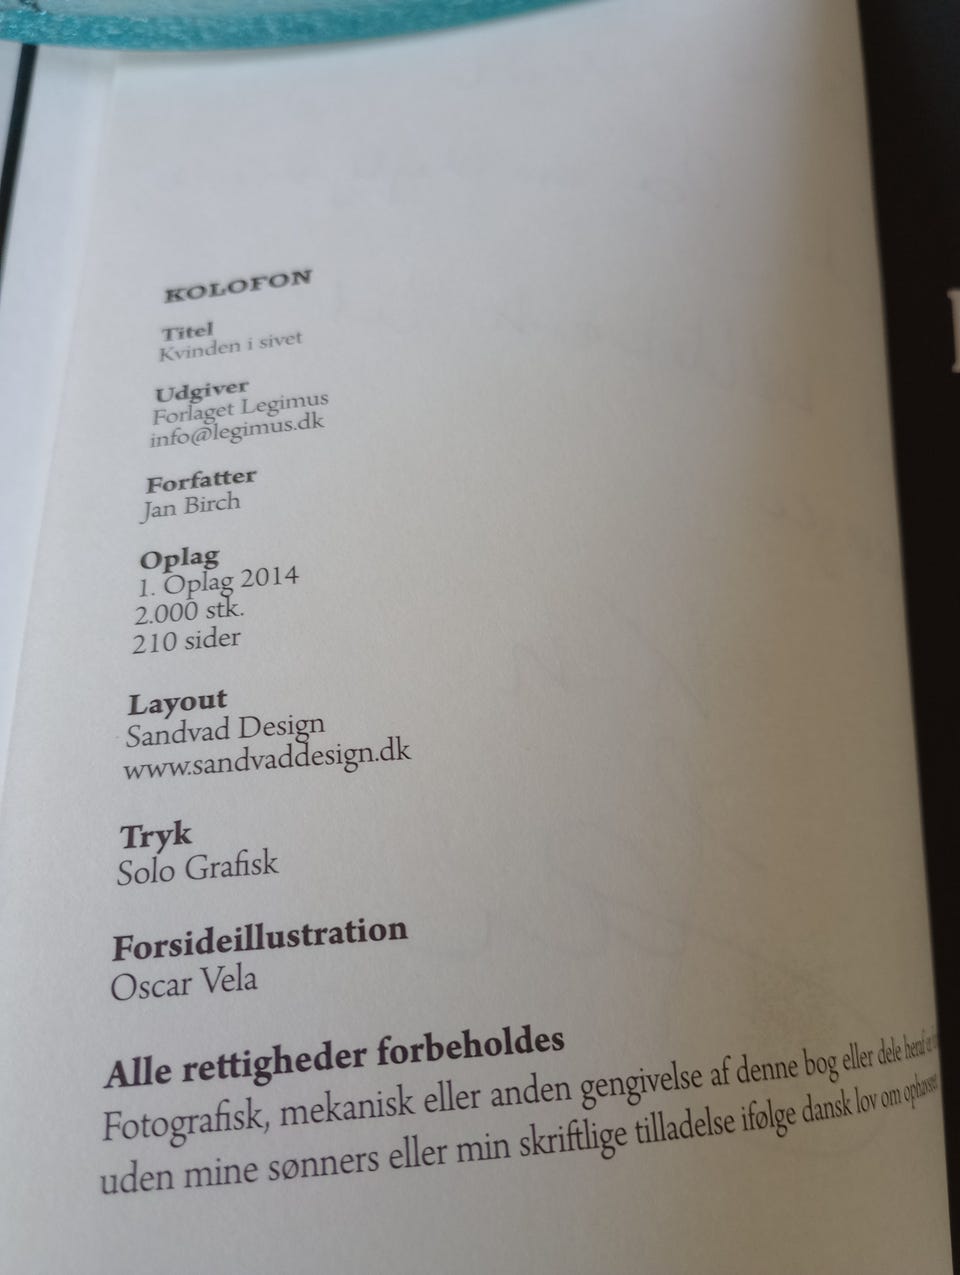 KOLOFON
Titel
Kvinden i sivet
Udgiver
Forlaget Legimus
info@legimus.dk
Forfatter
Jan Birch
Oplag
1. Oplag 2014
2.000 stk.
210 sider
Layout
Sandvad Design
www.sandvaddesign.dk
Tryk
Solo Grafisk
Forsideillustration
Oscar Vela
Alle rettigheder forbeholdes
Fotografisk, mekanisk eller anden gengivelse af denne bog eller dele heraf
uden mine sønners eller min skriftlige tilladelse ifølge dansk lov om